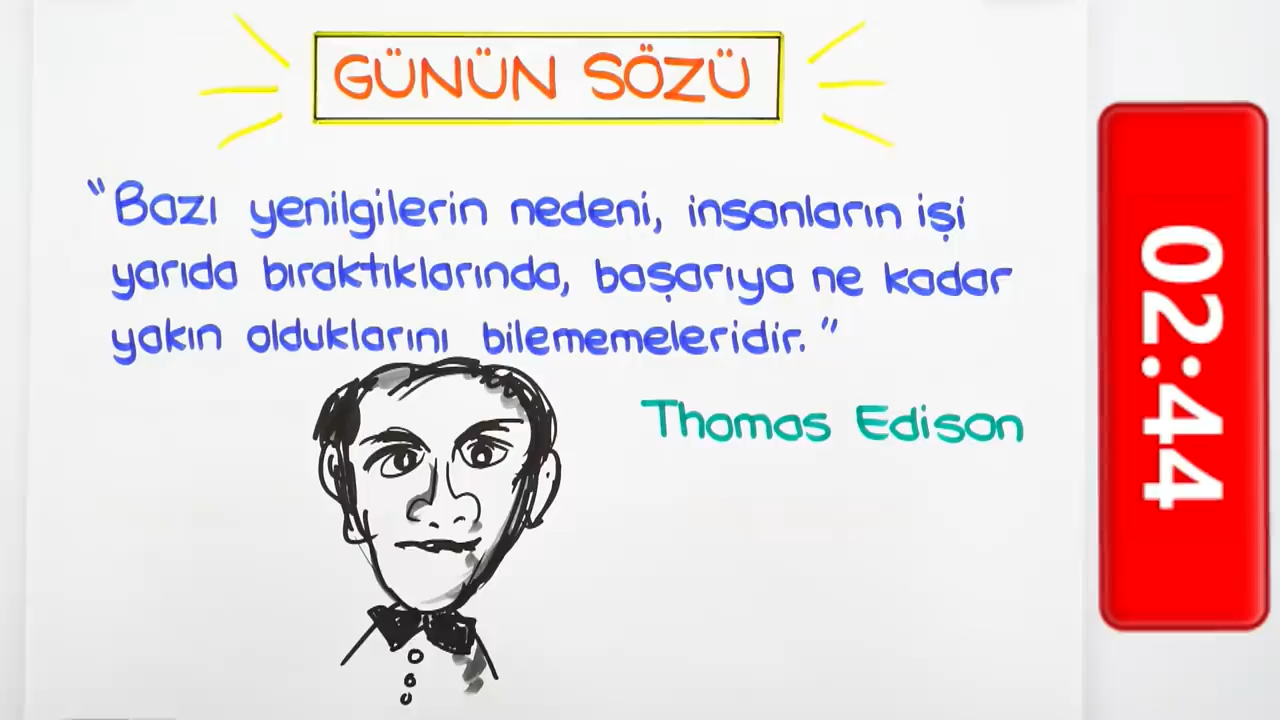 GÜNÜN SÖZÜ
"Bazı yenilgilerin nedeni, insanların işi
yarıda bıraktıklarında, başarıya ne kadar
yakın olduklarını bilememeleridir."
Thomas Edison
02:44